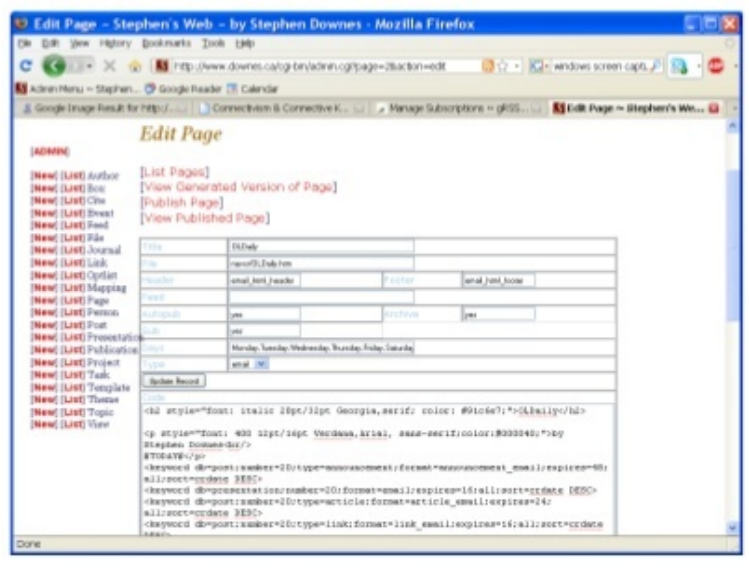 Edit Page ~ Stephen's Web ~ by Stephen Downes - Mozilla Firefox
File Edit View History Bookmarks Tools Help
http://www.downes.ca/cgi-bin/admin.cgi?page=2&action=edit windows screen capt
Admin Menu ~ Stephen... Google Reader Calendar
Google Image Result for http:/... Connectivism & Connective K... Manage Subscriptions ~ gRSS... Edit Page ~ Stephen's We...
Edit Page
[ADMIN]
[List Pages]
[View Generated Version of Page]
[Publish Page]
[View Published Page]
[New] [List] Author
[New] [List] Box
[New] [List] Cite
[New] [List] Event
[New] [List] Feed
[New] [List] File
[New] [List] Journal
[New] [List] Link
[New] [List] Optlist
[New] [List] Mapping
[New] [List] Page
[New] [List] Person
[New] [List] Post
[New] [List] Presentation
[New] [List] Publication
[New] [List] Project
[New] [List] Task
[New] [List] Template
[New] [List] Theme
[New] [List] Topic
[New] [List] View
Title OLDaily
File
Header email_html_header Footer email_html_footer
Feed
Autopub yes Archive yes
Sub yes
Days Monday,Tuesday,Wednesday,Thursday,Friday,Saturday
Type email
Update Record
Code
<h2 style="font: italic 28pt/32pt Georgia,serif; color: #91c6e7;">OLDaily</h2>
<p style="font: 400 12pt/16pt Verdana,Arial, sans-serif;color:#000040;">by
Stephen Downes<br/>
#TODAY#</p>
<keyword db=post;number=20;type=announcement;format=announcement_email;expires=48;
all;sort=crdate DESC>
<keyword db=presentation;number=20;format=email;expires=16;all;sort=crdate DESC>
<keyword db=post;number=20;type=article;format=article_email;expires=24;
all;sort=crdate DESC>
<keyword db=post;number=20;type=link;format=link_email;expires=16;all;sort=crdate
DESC>
Done